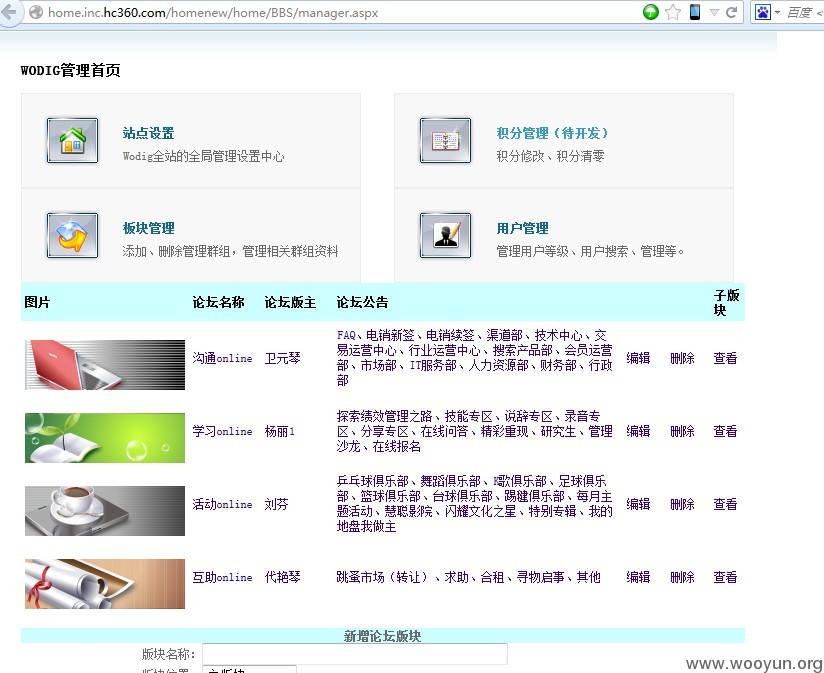 home.inc.hc360.com/homenew/home/BBS/manager.aspx
百度 <
WODIG管理首页
站点设置
Wodig全站的全局管理设置中心
积分管理（待开发）
积分修改、积分清零
板块管理
添加、删除管理群组，管理相关群组资料
用户管理
管理用户等级、用户搜索、管理等。
图片 论坛名称 论坛版主 论坛公告 子版块
沟通online 卫元琴
FAQ、电销新签、电销续签、渠道部、技术中心、交
易运营中心、行业运营中心、搜索产品部、会员运营
部、市场部、IT服务部、人力资源部、财务部、行政
部
编辑 删除 查看
学习online 杨丽1
探索绩效管理之路、技能专区、说辞专区、录音专
区、分享专区、在线问答、精彩重现、研究生、管理
沙龙、在线报名
编辑 删除 查看
活动online 刘芬
乒乓球俱乐部、舞蹈俱乐部、K歌俱乐部、足球俱乐
部、篮球俱乐部、台球俱乐部、踢毽俱乐部、每月主
题活动、慧聪影院、闪耀文化之星、特别专辑、我的
地盘我做主
编辑 删除 查看
互助online 代艳琴 跳蚤市场（转让）、求助、合租、寻物启事、其他 编辑 删除 查看
新增论坛版块
版块名称：
www.wooyun.org